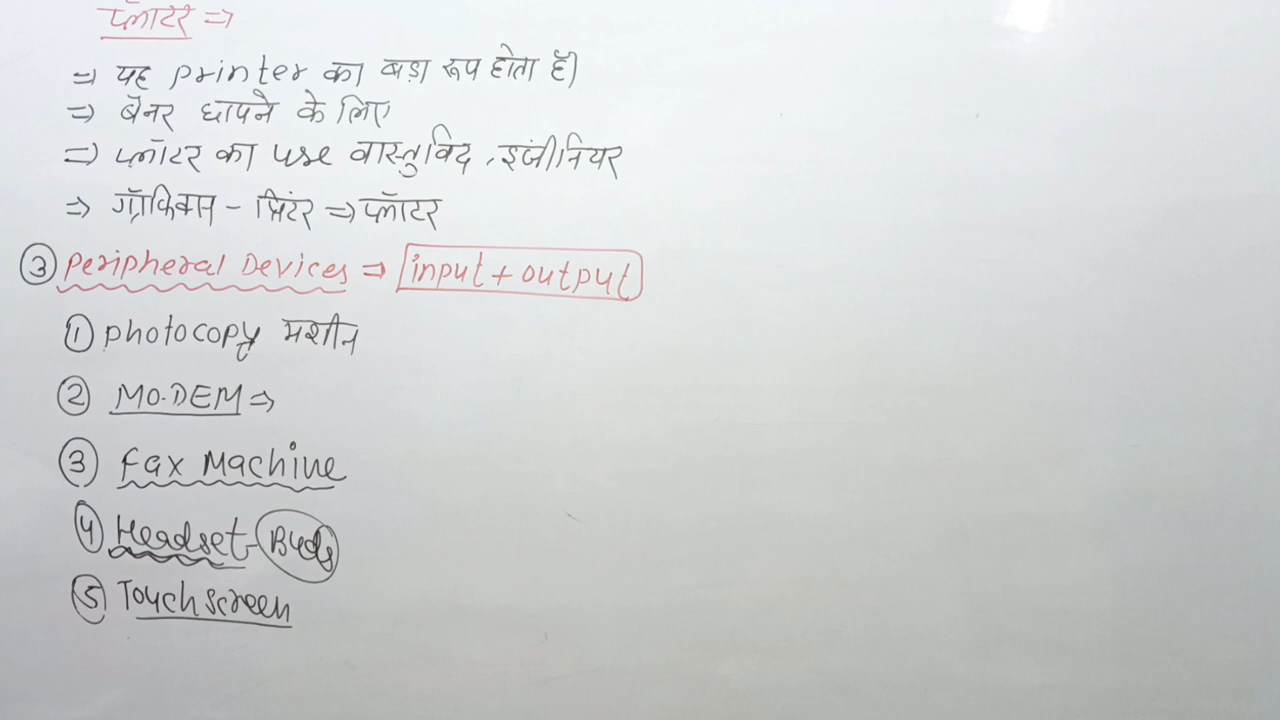 प्लॉटर ⇒
⇒ यह printer का बड़ा रूप होता है)
⇒ बॅनर छापने के लिए
⇒ प्लॉटर का use वास्तुविद, इंजीनियर
⇒ ग्रॉफिक्स - प्रिंटर ⇒ प्लॉटर
③ Peripheral Devices ⇒ input + output
① photocopy मशीन
② MO.DEM ⇒
③ fax Machine
④ Headset - Buds
⑤ Touch screen